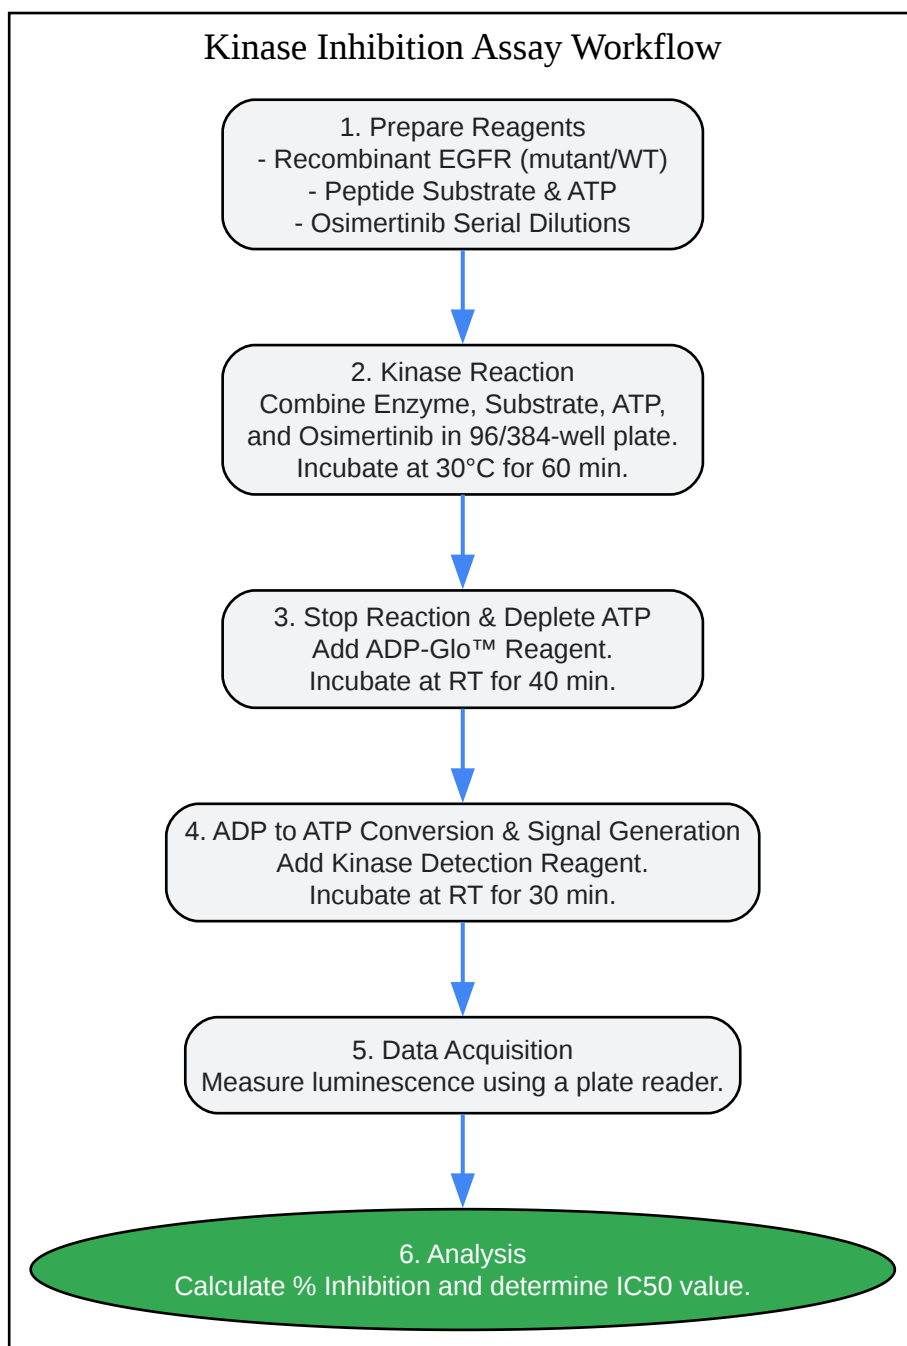 Kinase Inhibition Assay Workflow
1. Prepare Reagents
- Recombinant EGFR (mutant/WT)
- Peptide Substrate & ATP
- Osimertinib Serial Dilutions
2. Kinase Reaction
Combine Enzyme, Substrate, ATP,
and Osimertinib in 96/384-well plate.
Incubate at 30°C for 60 min.
3. Stop Reaction & Deplete ATP
Add ADP-Glo™ Reagent.
Incubate at RT for 40 min.
4. ADP to ATP Conversion & Signal Generation
Add Kinase Detection Reagent.
Incubate at RT for 30 min.
5. Data Acquisition
Measure luminescence using a plate reader.
6. Analysis
Calculate % Inhibition and determine IC50 value.